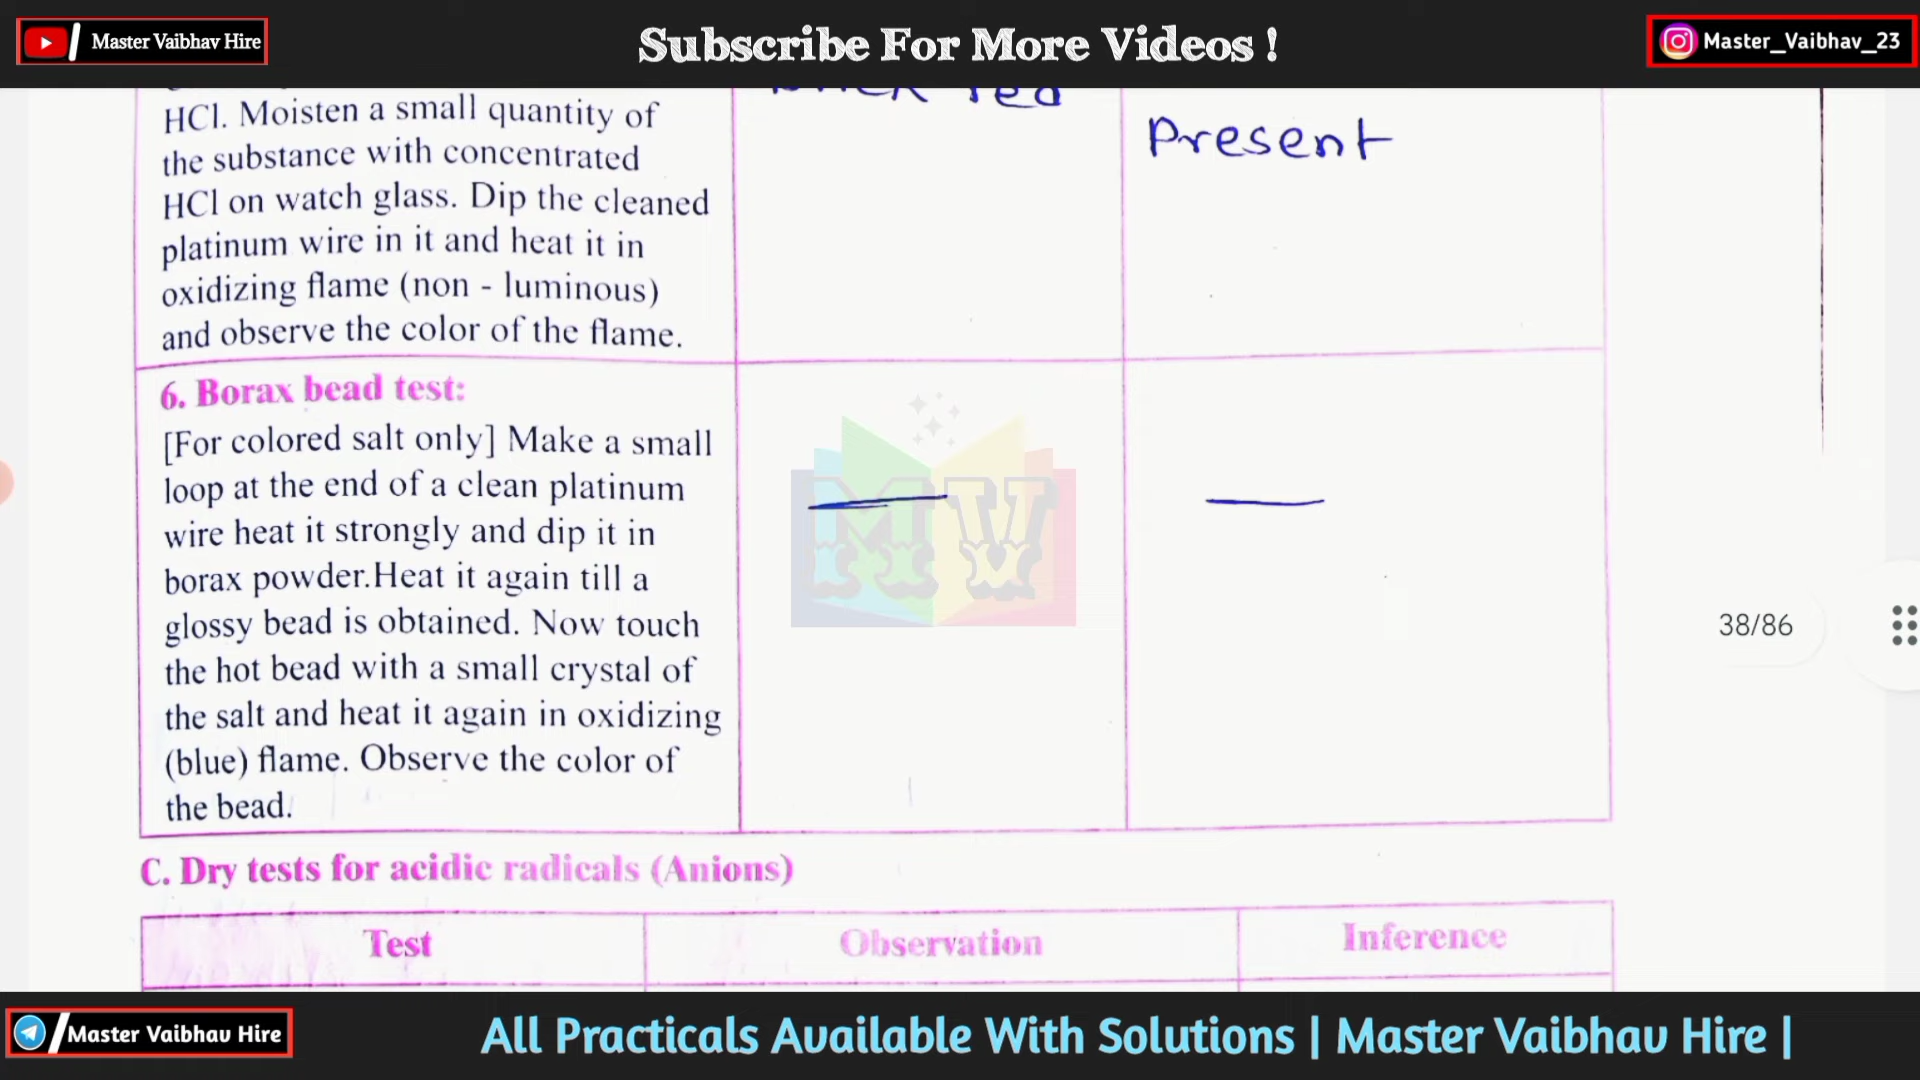 Master Vaibhav Hire
Subscribe For More Videos !
Master_Vaibhav_23
HCl. Moisten a small quantity of
the substance with concentrated
HCl on watch glass. Dip the cleaned
platinum wire in it and heat it in
oxidizing flame (non - luminous)
and observe the color of the flame.
Brick red
Present
6. Borax bead test:
[For colored salt only] Make a small
loop at the end of a clean platinum
wire heat it strongly and dip it in
borax powder.Heat it again till a
glossy bead is obtained. Now touch
the hot bead with a small crystal of
the salt and heat it again in oxidizing
(blue) flame. Observe the color of
the bead.
MV
38/86
C. Dry tests for acidic radicals (Anions)
Test
Observation
Inference
Master Vaibhav Hire
All Practicals Available With Solutions | Master Vaibhav Hire |